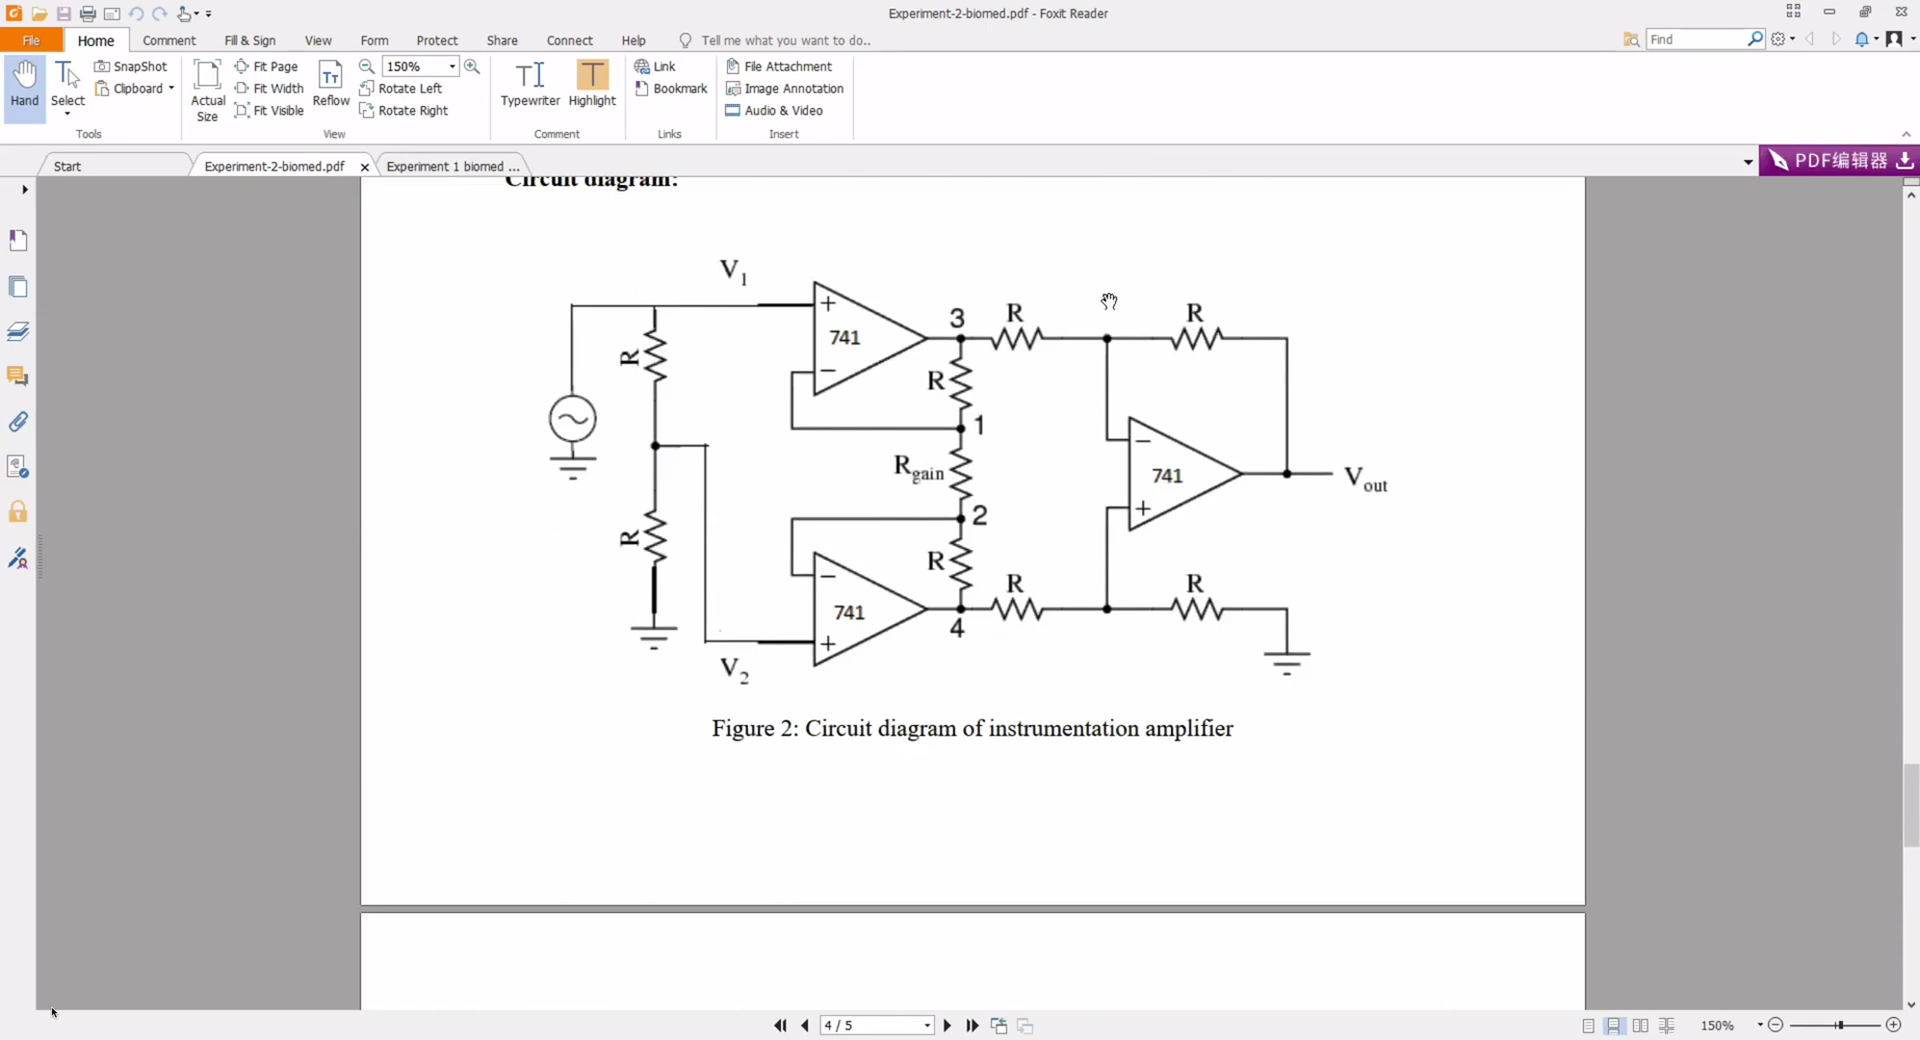 Experiment-2-biomed.pdf - Foxit Reader
File Home Comment Fill & Sign View Form Protect Share Connect Help Tell me what you want to do.. Find
Hand
Select
SnapShot
Clipboard
Tools
Actual
Size
Fit Page
Fit Width
Fit Visible
Reflow
150%
Rotate Left
Rotate Right
View
Typewriter
Highlight
Comment
Link
Bookmark
Links
File Attachment
Image Annotation
Audio & Video
Insert
Start Experiment-2-biomed.pdf Experiment 1 biomed ... PDF编辑器
Circuit diagram:
V1
+
741
−
3
R
R
R
R
1
Rgain
−
741
+
Vout
2
R
−
741
+
R
4
R
R
V2
Figure 2: Circuit diagram of instrumentation amplifier
4 / 5
150%